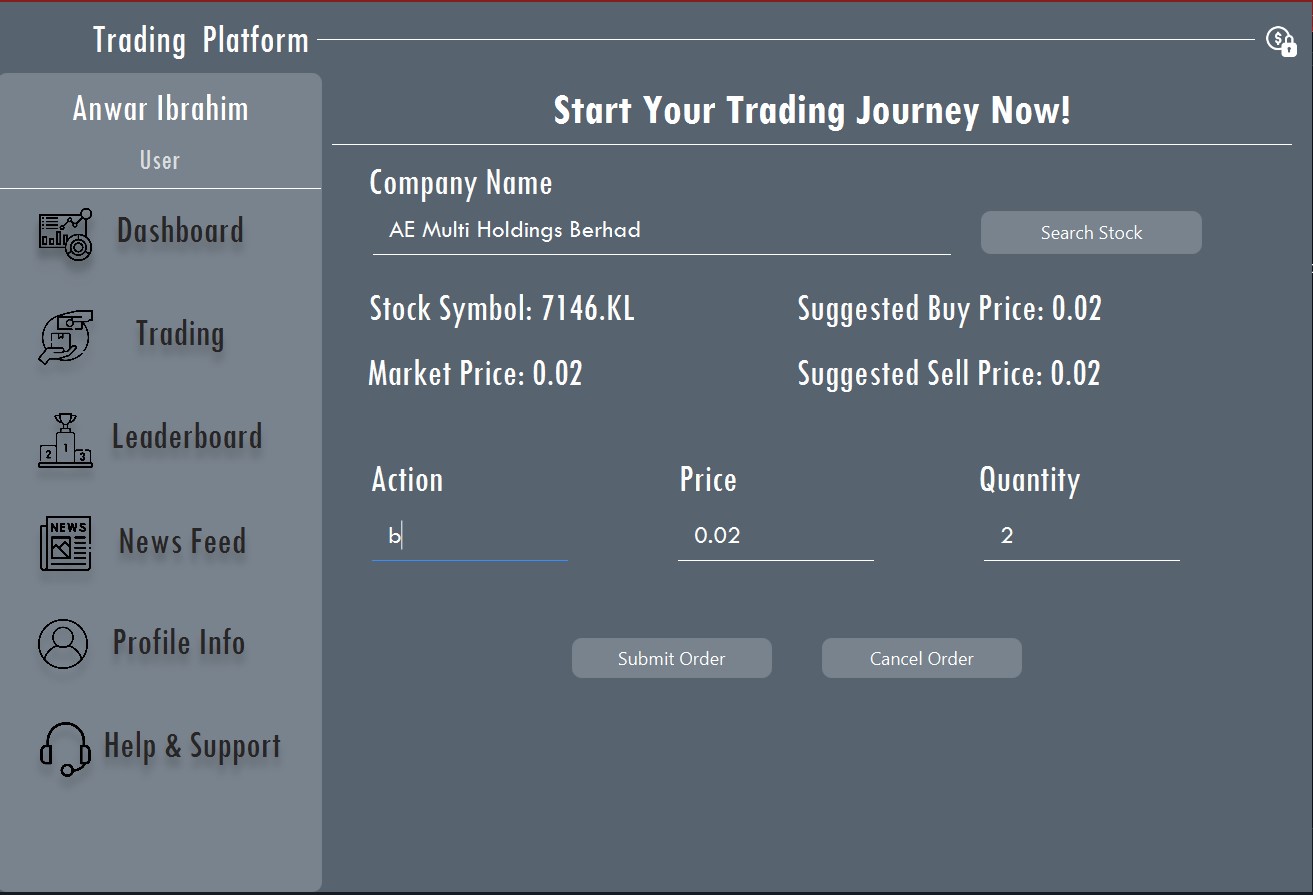 Trading Platform
$
Anwar Ibrahim
User
Dashboard
Trading
2 1 3
Leaderboard
NEWS
News Feed
Profile Info
Help & Support
Start Your Trading Journey Now!
Company Name
AE Multi Holdings Berhad
Search Stock
Stock Symbol: 7146.KL
Suggested Buy Price: 0.02
Market Price: 0.02
Suggested Sell Price: 0.02
Action
Price
Quantity
b
0.02
2
Submit Order
Cancel Order